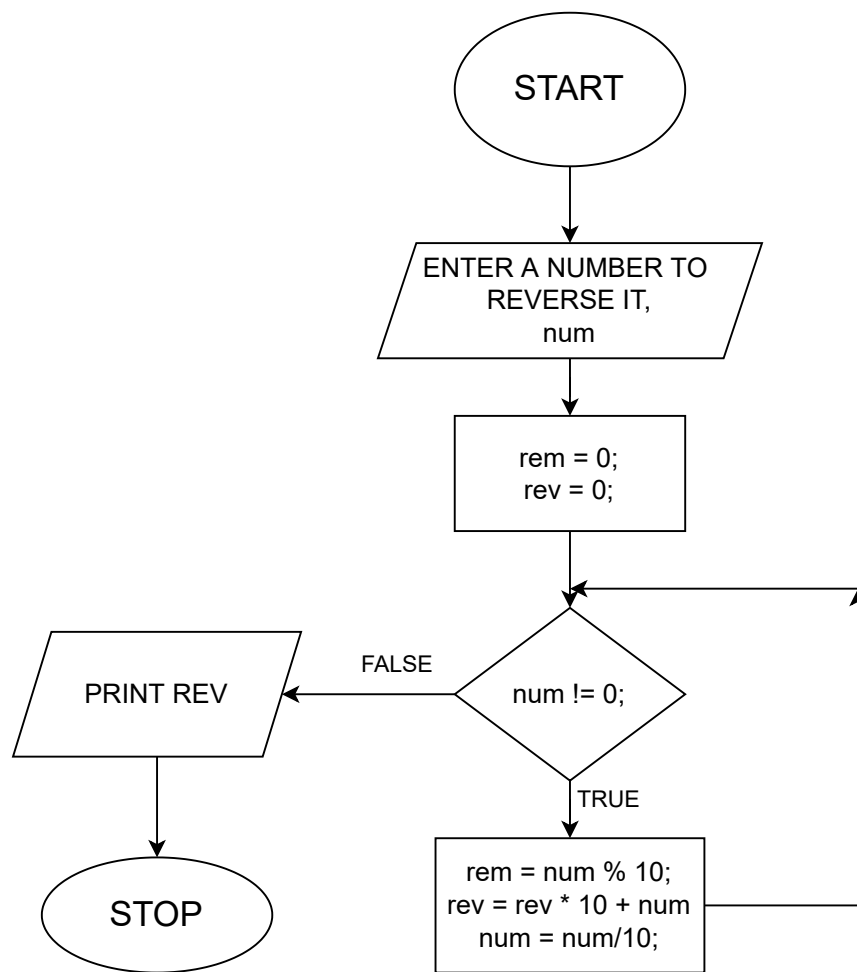 START
ENTER A NUMBER TO
REVERSE IT,
num
rem = 0;
rev = 0;
num != 0;
FALSE
PRINT REV
STOP
TRUE
rem = num % 10;
rev = rev * 10 + num
num = num/10;